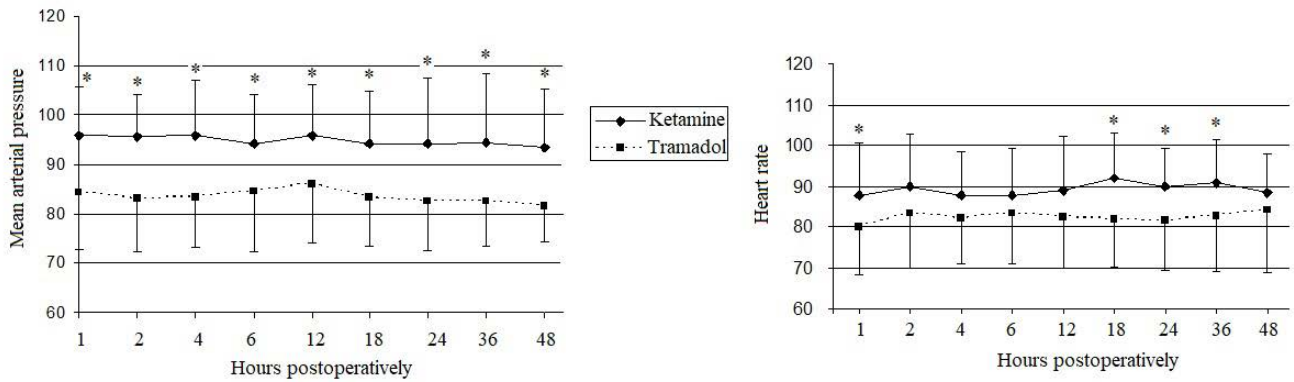 120
110
100
90
80
70
60
Mean arterial pressure
* * * * * * * * *
1 2 4 6 12 18 24 36 48
Hours postoperatively
Ketamine
Tramadol
120
110
100
90
80
70
60
Heart rate
* * * *
1 2 4 6 12 18 24 36 48
Hours postoperatively